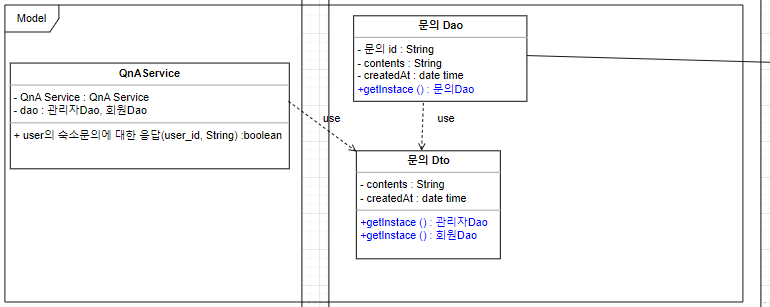 Model
QnAService
- QnA Service : QnA Service
- dao : 관리자Dao, 회원Dao
+ user의 숙소문의에 대한 응답(user_id, String) :boolean
문의 Dao
- 문의 id : String
- contents : String
- createdAt : date time
+getInstace () : 문의Dao
use
use
문의 Dto
- contents : String
- createdAt : date time
+getInstace () : 관리자Dao
+getInstace () : 회원Dao